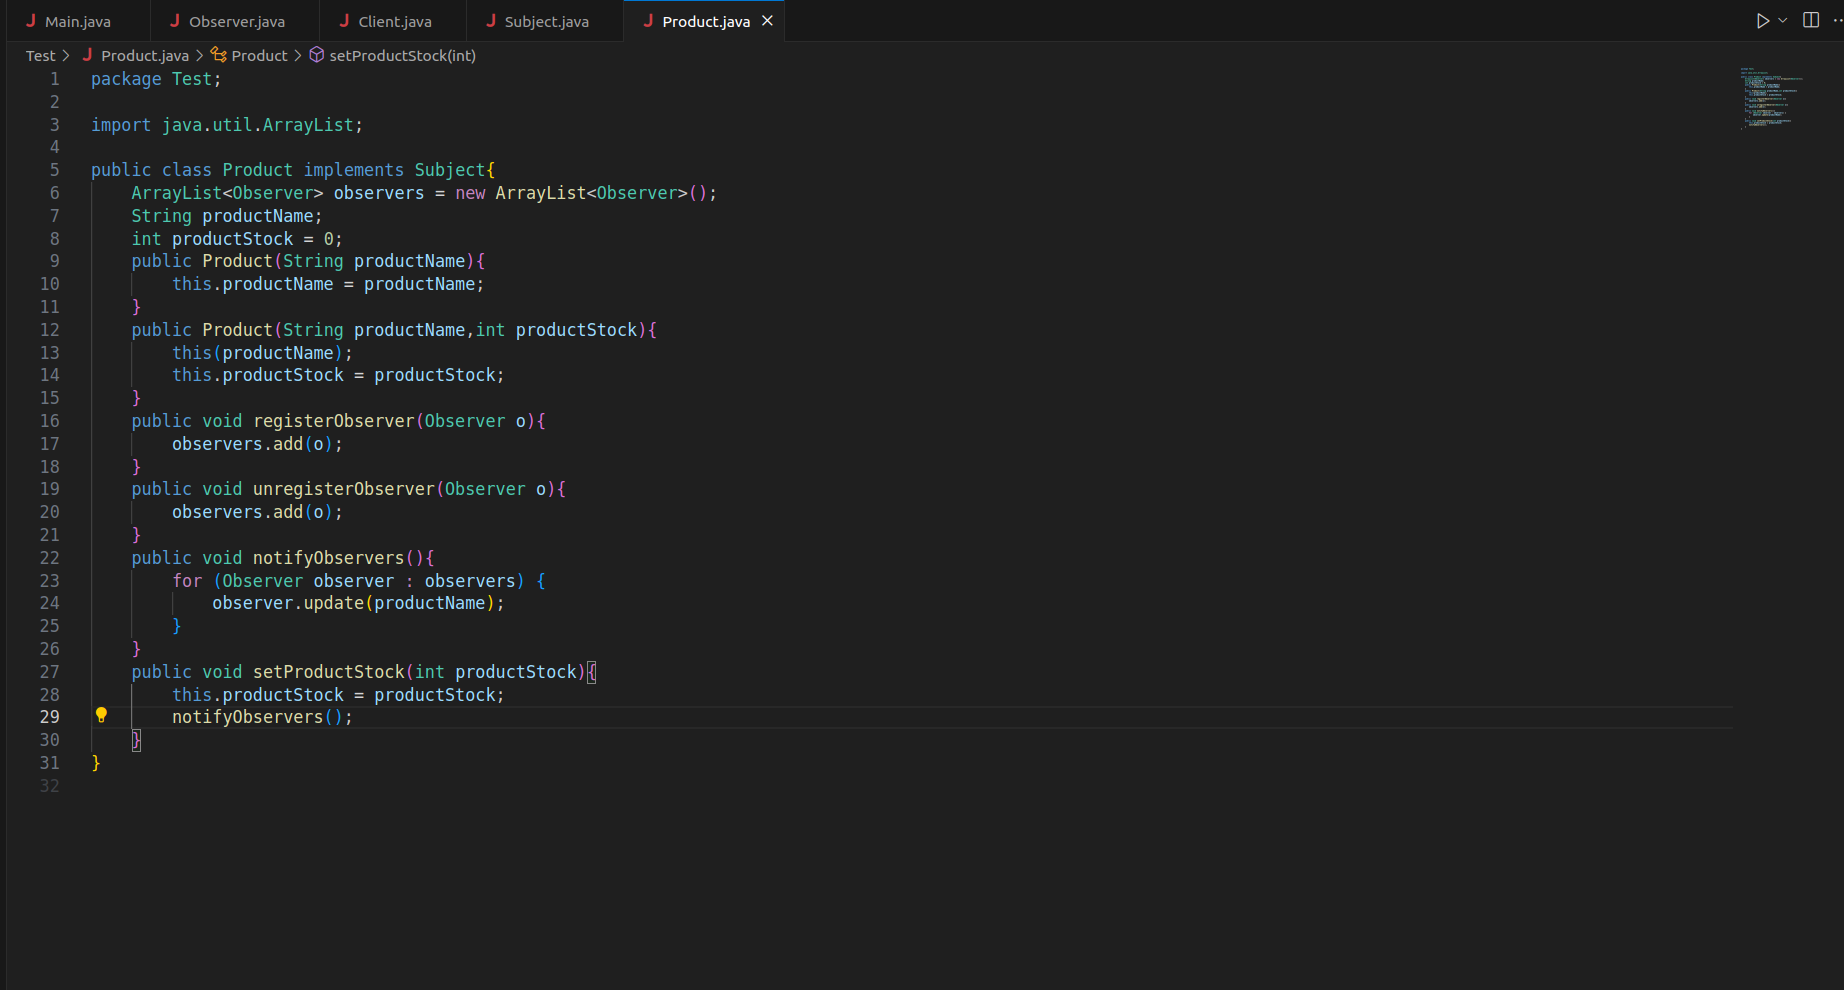 Main.java Observer.java Client.java Subject.java Product.java
Test Product.java Product setProductStock(int)
1 package Test;
2
3 import java.util.ArrayList;
4
5 public class Product implements Subject{
6 ArrayList<Observer> observers = new ArrayList<Observer>();
7 String productName;
8 int productStock = 0;
9 public Product(String productName){
10 this.productName = productName;
11 }
12 public Product(String productName,int productStock){
13 this(productName);
14 this.productStock = productStock;
15 }
16 public void registerObserver(Observer o){
17 observers.add(o);
18 }
19 public void unregisterObserver(Observer o){
20 observers.add(o);
21 }
22 public void notifyObservers(){
23 for (Observer observer : observers) {
24 observer.update(productName);
25 }
26 }
27 public void setProductStock(int productStock){
28 this.productStock = productStock;
29 notifyObservers();
30 }
31 }
32